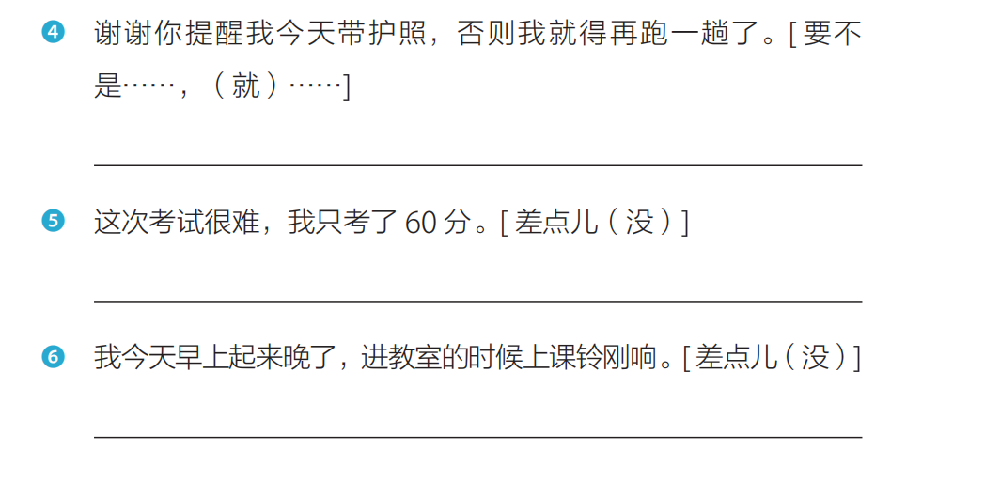 4 谢谢你提醒我今天带护照，否则我就得再跑一趟了。[ 要不
是……，（ 就 ）……]
5 这次考试很难，我只考了 60 分。[ 差点儿（ 没 ）]
6 我今天早上起来晚了，进教室的时候上课铃刚响。[ 差点儿（ 没 ）]